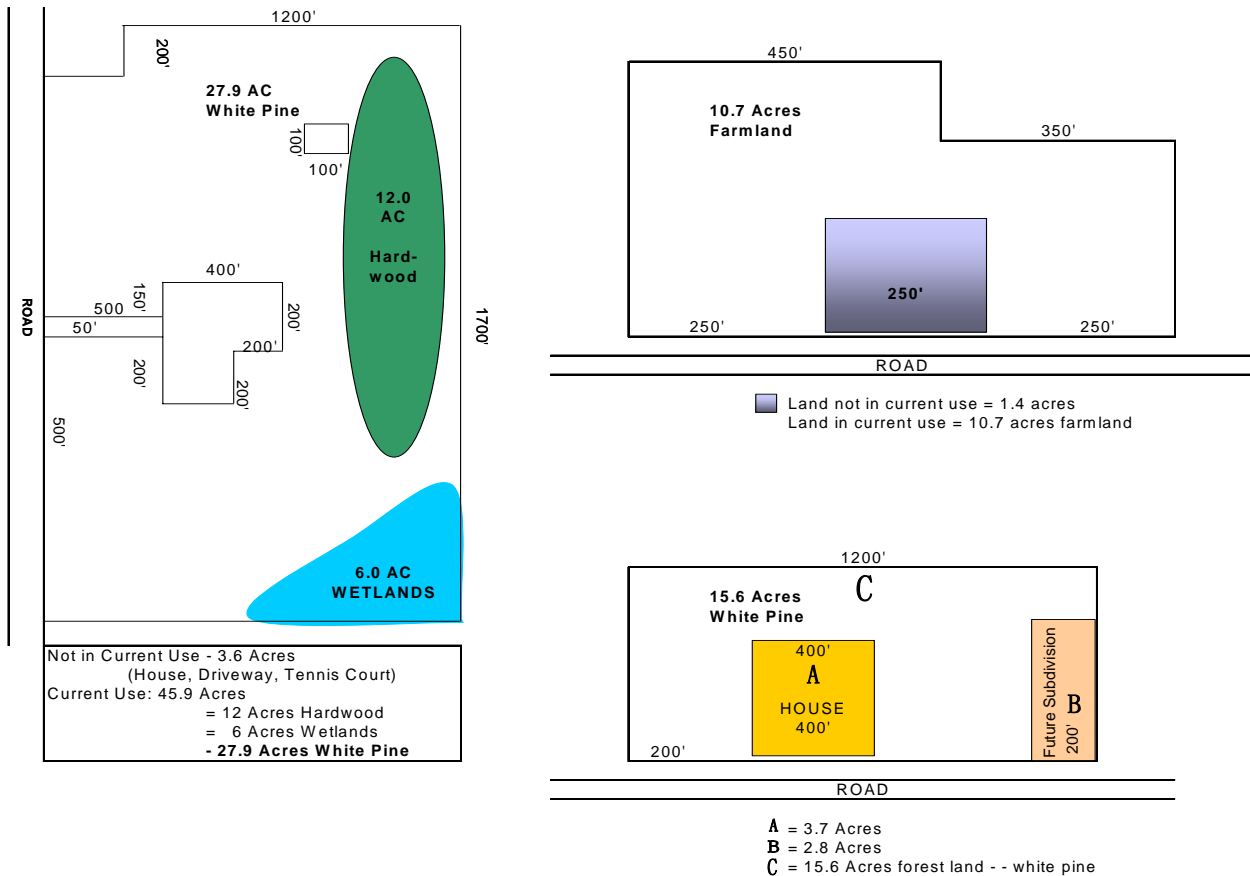 1200'
200'
27.9 AC
White Pine
100'
100'
12.0
AC
Hard-
wood
400'
150'
500
50'
200'
200'
200'
200'
ROAD
1700'
500'
6.0 AC
WETLANDS
Not in Current Use - 3.6 Acres
(House, Driveway, Tennis Court)
Current Use: 45.9 Acres
= 12 Acres Hardwood
= 6 Acres Wetlands
- 27.9 Acres White Pine
450'
10.7 Acres
Farmland
350'
250'
250'
250'
ROAD
Land not in current use = 1.4 acres
Land in current use = 10.7 acres farmland
1200'
C
15.6 Acres
White Pine
400'
A
HOUSE
400'
200'
Future Subdivision
200'
B
ROAD
A = 3.7 Acres
B = 2.8 Acres
C = 15.6 Acres forest land - - white pine